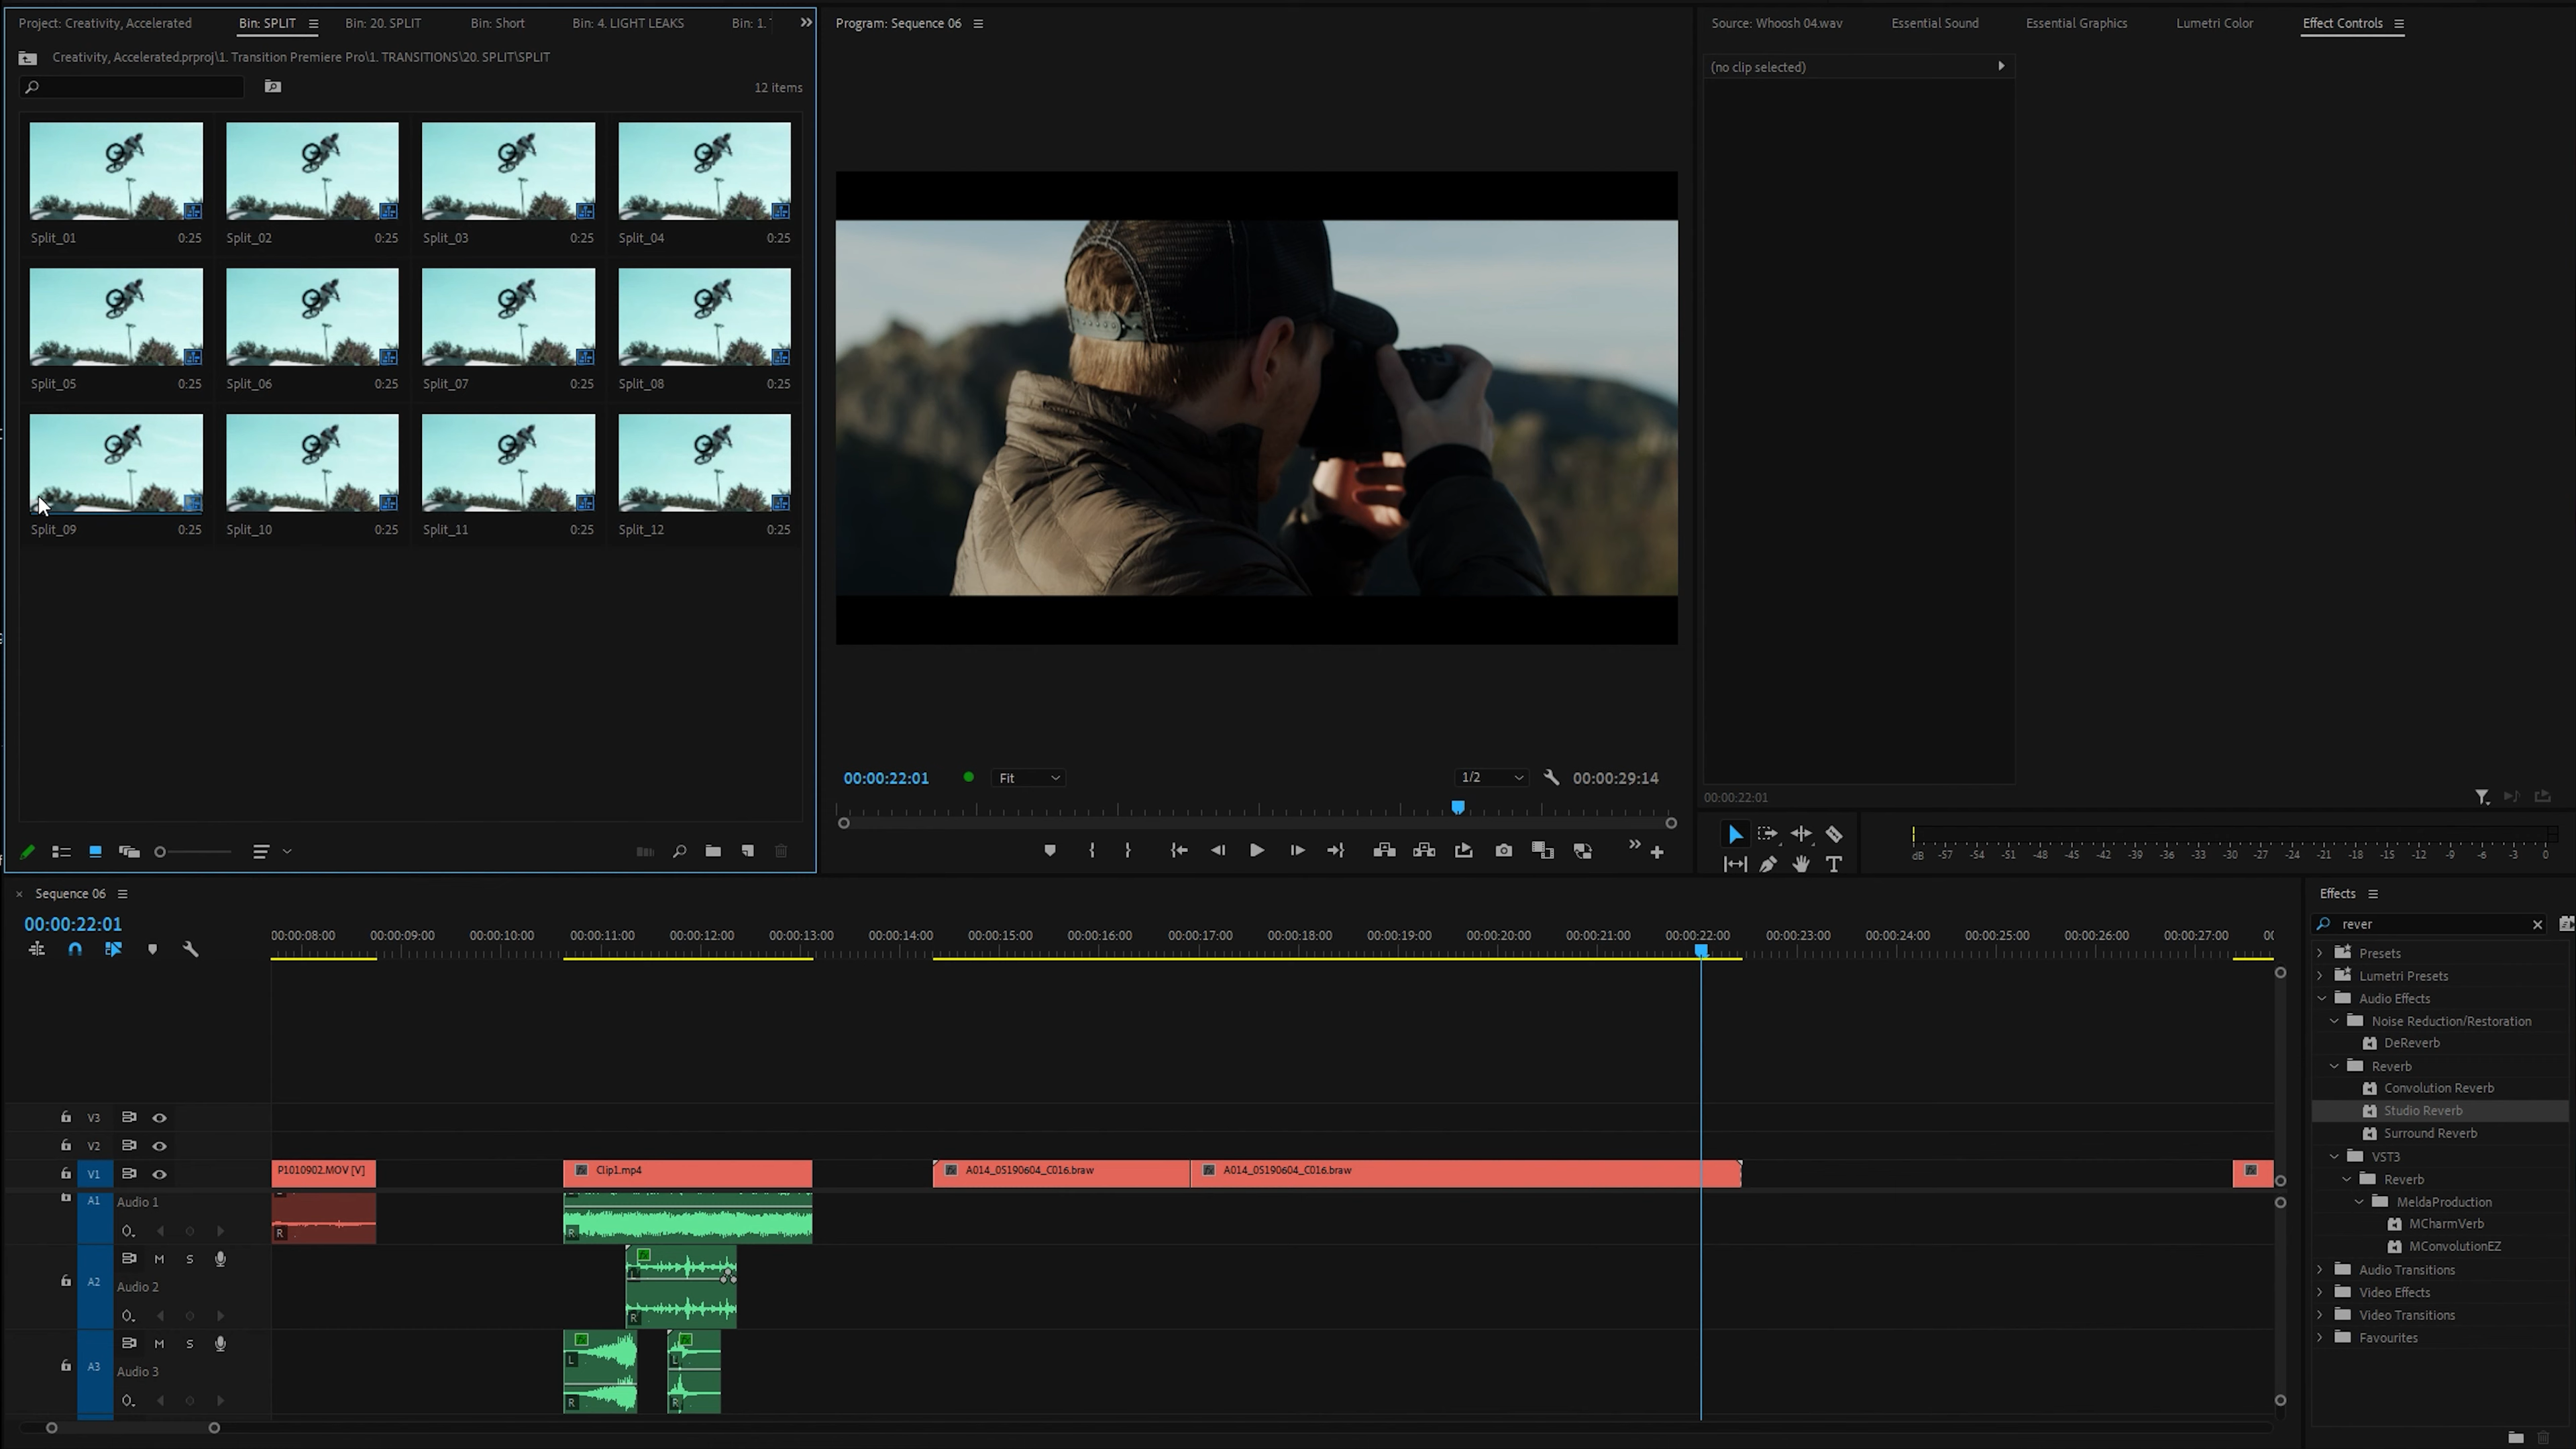 Project: Creativity, Accelerated
Bin: SPLIT
Bin: 20. SPLIT
Bin: Short
Bin: 4. LIGHT LEAKS
Bin: 1.
Creativity, Accelerated.prproj\1. Transition Premiere Pro\1. TRANSITIONS\20. SPLIT\SPLIT
12 items
Split_01 0:25
Split_02 0:25
Split_03 0:25
Split_04 0:25
Split_05 0:25
Split_06 0:25
Split_07 0:25
Split_08 0:25
Split_09 0:25
Split_10 0:25
Split_11 0:25
Split_12 0:25
Program: Sequence 06
00:00:22:01
Fit
1/2
00:00:29:14
Source: Whoosh 04.wav
Essential Sound
Essential Graphics
Lumetri Color
Effect Controls
(no clip selected)
00:00:22:01
dB -57 -54 -51 -48 -45 -42 -39 -36 -33 -30 -27 -24 -21 -18 -15 -12 -9 -6 -3 0
Sequence 06
00:00:22:01
00:00:08:00 00:00:09:00 00:00:10:00 00:00:11:00 00:00:12:00 00:00:13:00 00:00:14:00 00:00:15:00 00:00:16:00 00:00:17:00 00:00:18:00 00:00:19:00 00:00:20:00 00:00:21:00 00:00:22:00 00:00:23:00 00:00:24:00 00:00:25:00 00:00:26:00 00:00:27:00
V3
V2
V1
P1010902.MOV [V]
Clip1.mp4
A014_05190604_C016.braw
A014_05190604_C016.braw
A1 Audio 1
R
R
M S
A2
Audio 2
L
R
M S
A3
Audio 3
L
R
L
R
Effects
rever
Presets
Lumetri Presets
Audio Effects
Noise Reduction/Restoration
DeReverb
Reverb
Convolution Reverb
Studio Reverb
Surround Reverb
VST3
Reverb
MeldaProduction
MCharmVerb
MConvolutionEZ
Audio Transitions
Video Effects
Video Transitions
Favourites